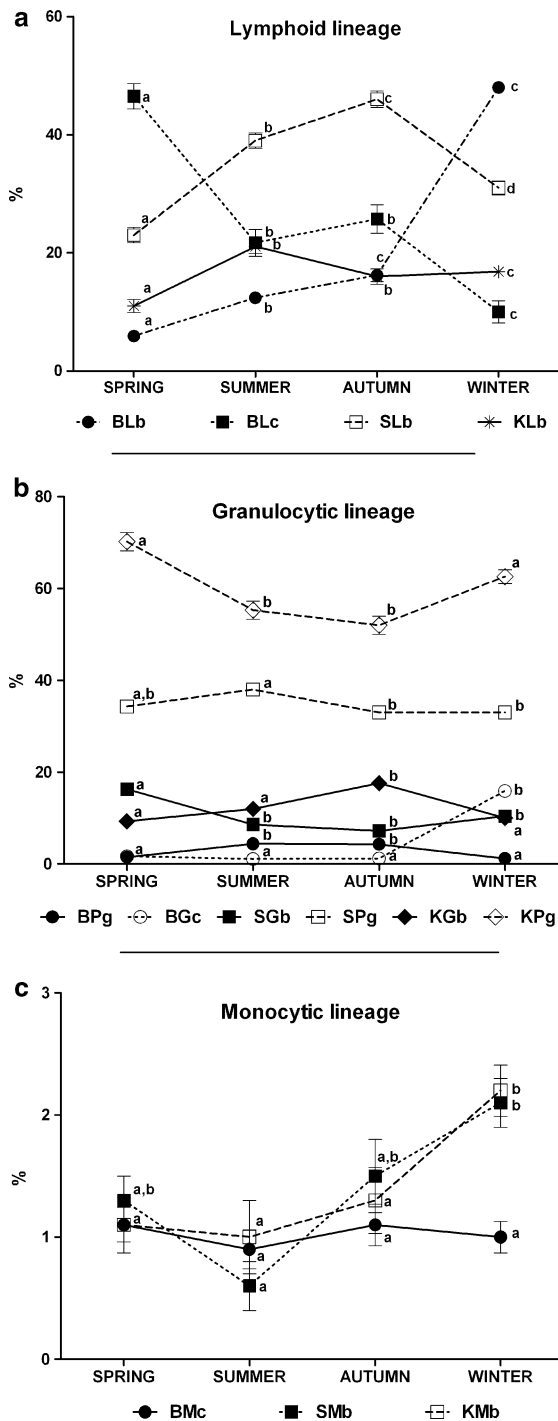 a
Lymphoid lineage
60
40
20
0
%
a
a
a
a
b
b
b
b
c
b
c
b
c
d
c
c
SPRING SUMMER AUTUMN WINTER
BLb BLc SLb KLb
b
Granulocytic lineage
80
60
40
20
0
%
a
b
b
a
a,b
a
b
b
a
a
a
a
b
b
a
b
b
b
a
b
b
a
a
SPRING SUMMER AUTUMN WINTER
BPg BGc SGb SPg KGb KPg
c
Monocytic lineage
3
2
1
0
%
a,b
a
a
a
a
a,b
a
a
b
b
a
SPRING SUMMER AUTUMN WINTER
BMc SMb KMb